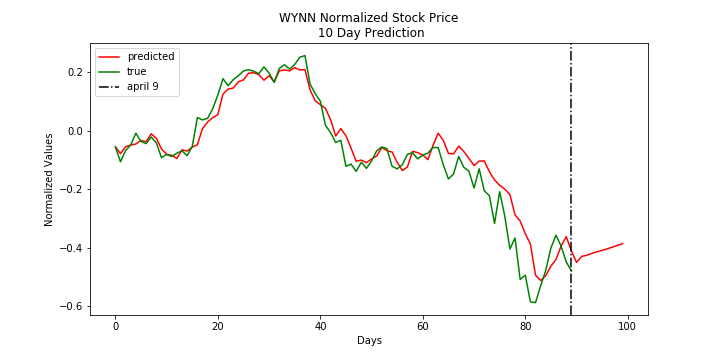 WYNN Normalized Stock Price
10 Day Prediction
predicted
true
april 9
Normalized Values
0.2
0.0
−0.2
−0.4
−0.6
0
20
40
60
80
100
Days